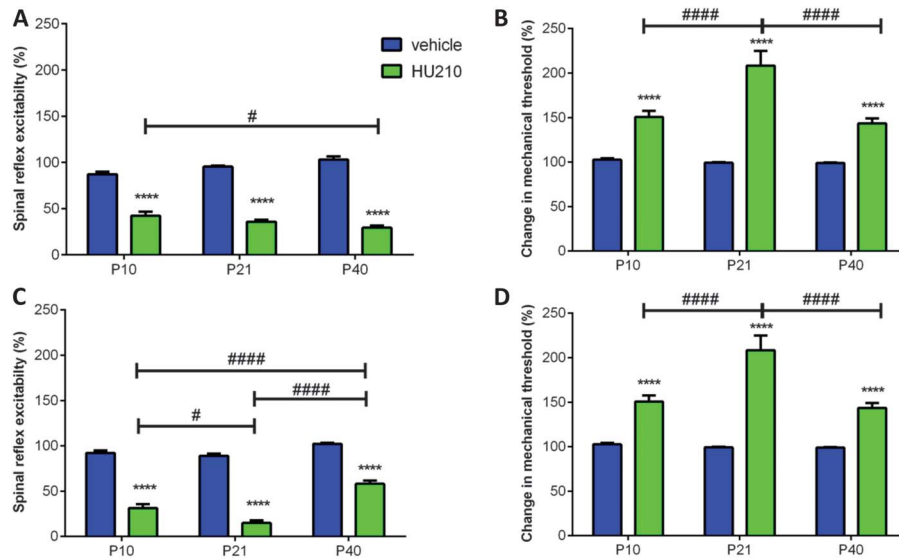 A
Spinal reflex excitabilty (%)
250
200
150
100
50
0
vehicle
HU210
#
****
****
****
P10
P21
P40
B
Change in mechanical threshold (%)
250
200
150
100
50
0
####
####
****
****
****
P10
P21
P40
C
Spinal reflex excitabilty (%)
250
200
150
100
50
0
####
####
#
****
****
****
P10
P21
P40
D
Change in mechanical threshold (%)
250
200
150
100
50
0
####
####
****
****
****
P10
P21
P40